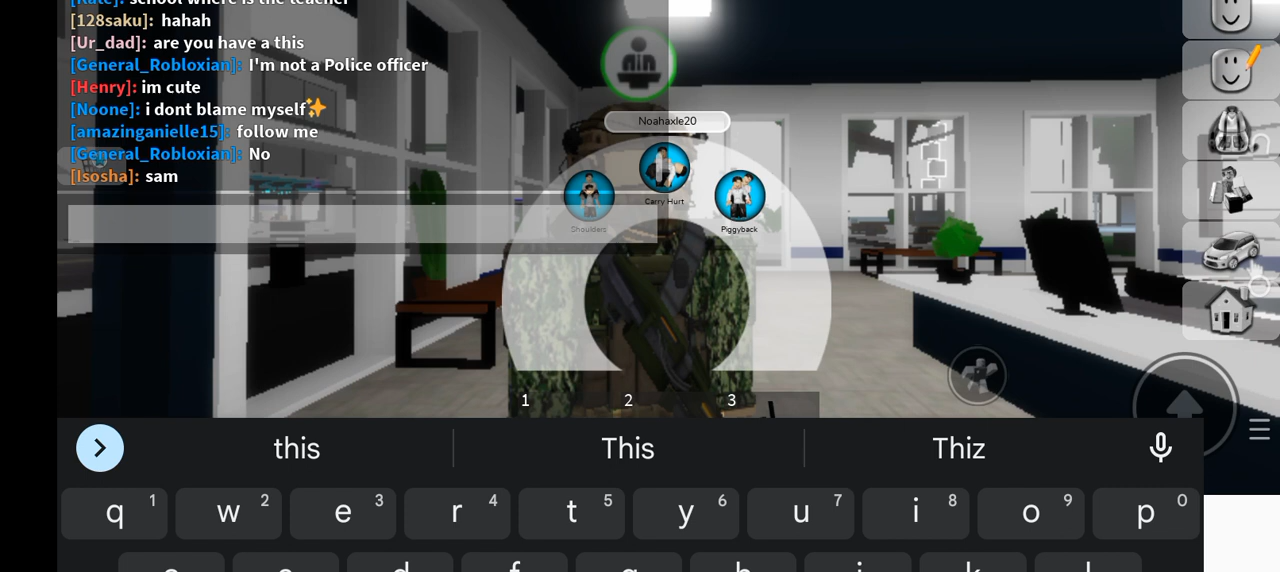 [Kate]: school where is the teacher
[128saku]: hahah
[Ur_dad]: are you have a this
[General_Robloxian]: I'm not a Police officer
[Henry]: im cute
[Noone]: i dont blame myself✨
[amazinganielle15]: follow me
[General_Robloxian]: No
[Isosha]: sam
Noahaxle20
Carry Hurt
Shoulders
Piggyback
1 2 3
this This Thiz
q 1 w 2 e 3 r 4 t 5 y 6 u 7 i 8 o 9 p 0
a s d f g h j k l